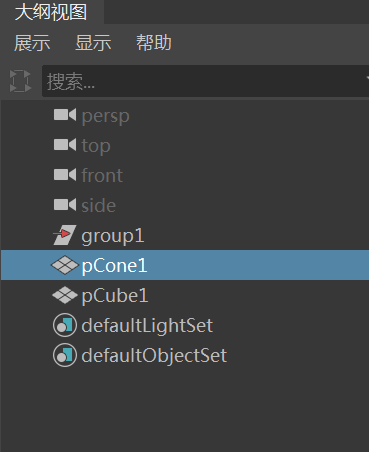 大纲视图
展示 显示 帮助
搜索...
persp
top
front
side
group1
pCone1
pCube1
defaultLightSet
defaultObjectSet